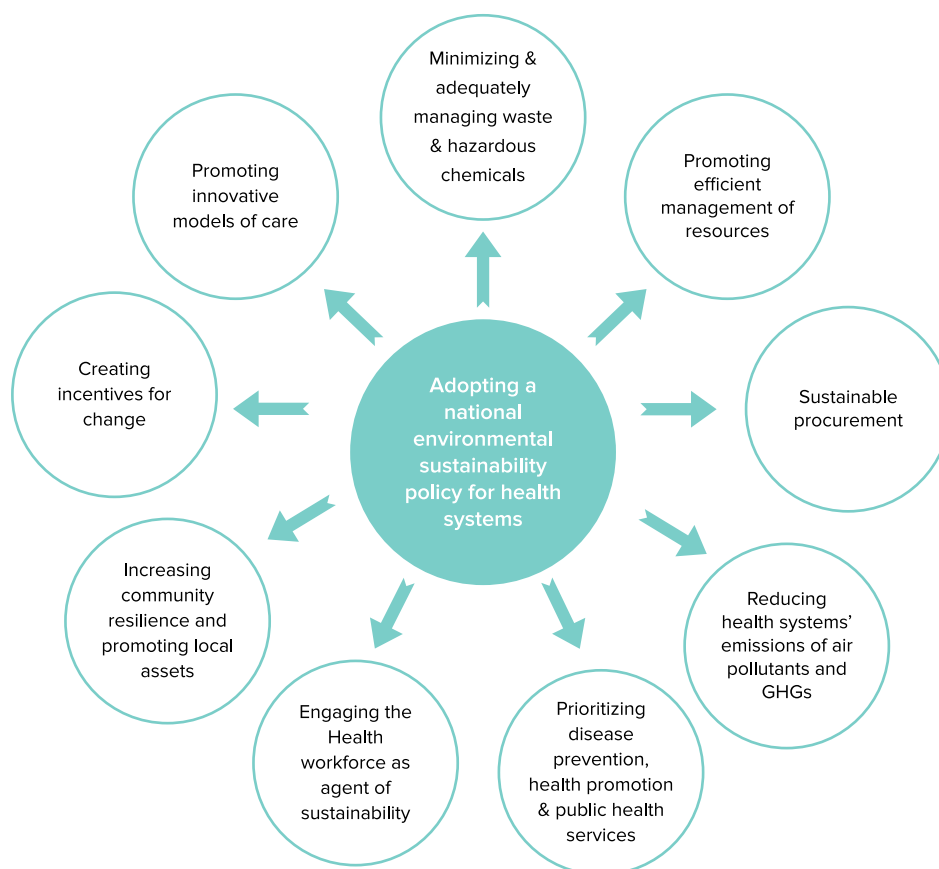 Minimizing &
adequately
managing waste
& hazardous
chemicals
Promoting
efficient
management of
resources
Sustainable
procurement
Reducing
health systems’
emissions of air
pollutants and
GHGs
Prioritizing
disease
prevention,
health promotion
& public health
services
Engaging the
Health
workforce as
agent of
sustainability
Increasing
community
resilience and
promoting local
assets
Creating
incentives for
change
Promoting
innovative
models of care
Adopting a
national
environmental
sustainability
policy for health
systems